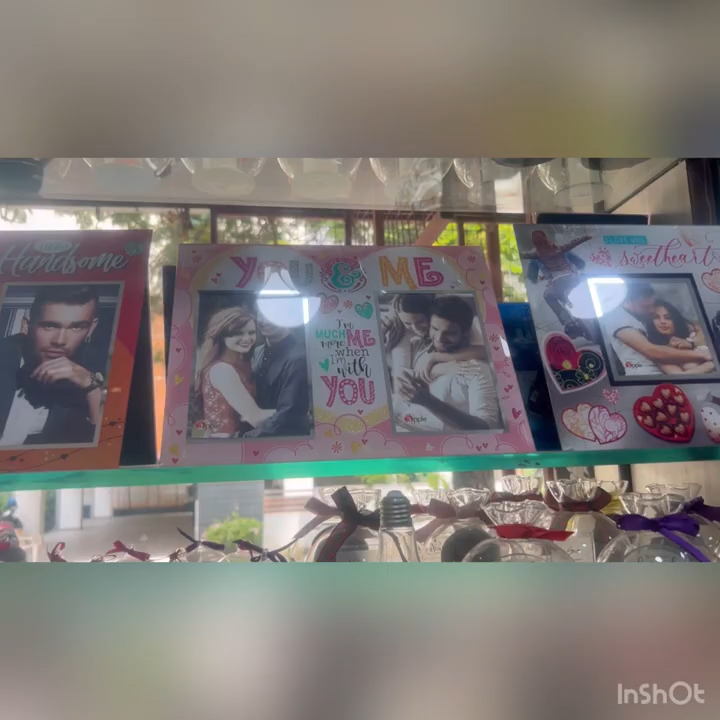 Handsome
YOU & ME
I'm
MUCH
more ME
when
I'm
with
YOU
sweetheart
InShOt